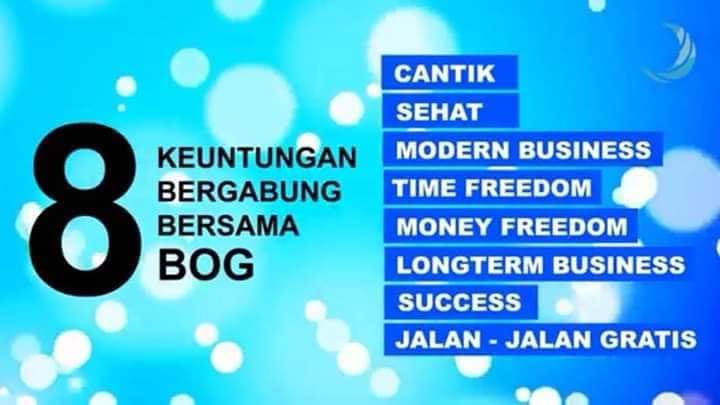 8
KEUNTUNGAN
BERGABUNG
BERSAMA
BOG
CANTIK
SEHAT
MODERN BUSINESS
TIME FREEDOM
MONEY FREEDOM
LONGTERM BUSINESS
SUCCESS
JALAN - JALAN GRATIS